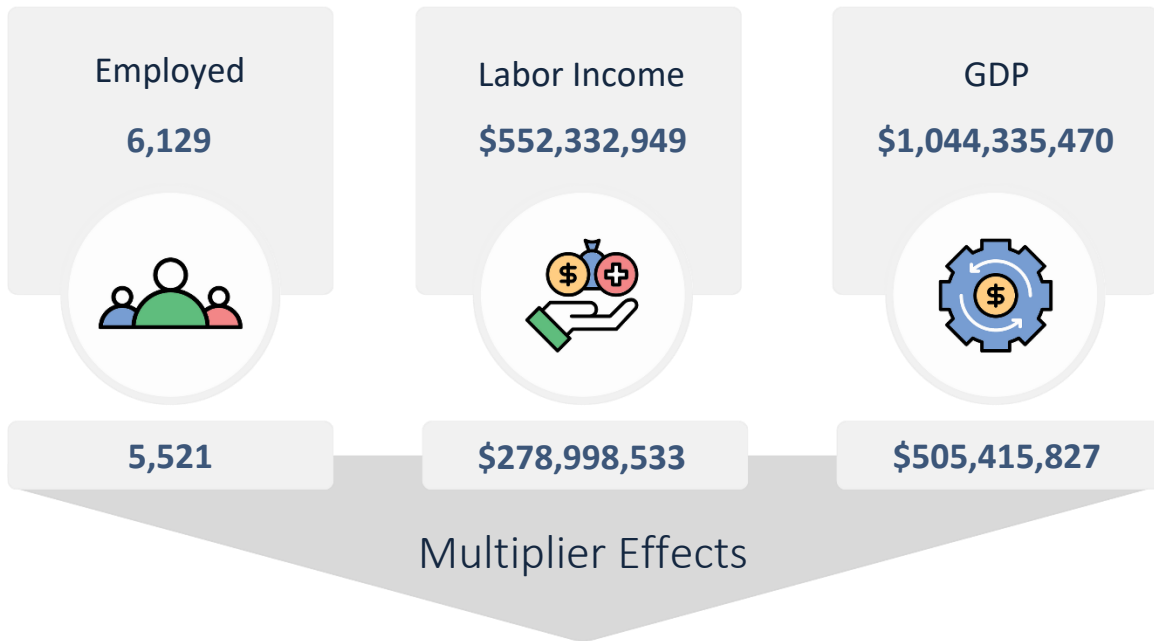 Employed
6,129
Labor Income
$552,332,949
GDP
$1,044,335,470
$
$
5,521
$278,998,533
$505,415,827
Multiplier Effects